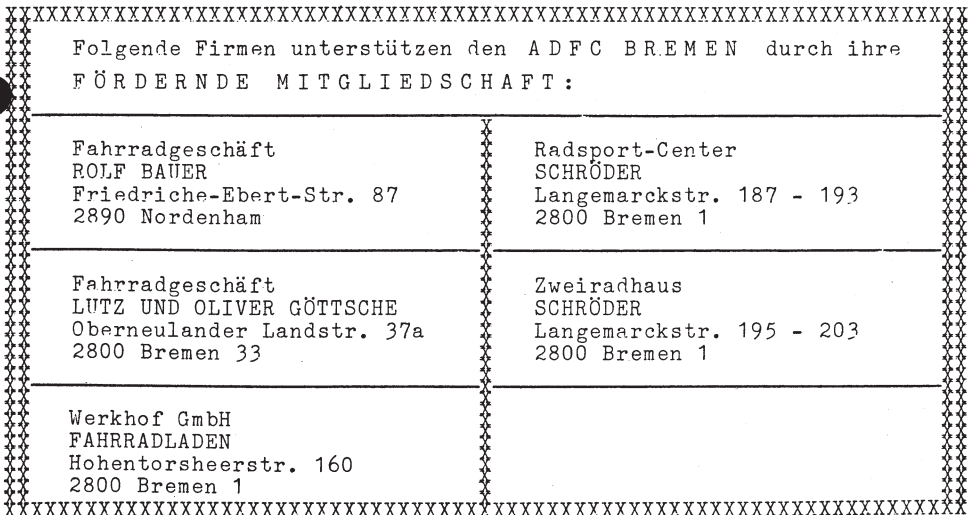 Folgende Firmen unterstützen den A D F C  B R E M E N  durch ihre
F Ö R D E R N D E  M I T G L I E D S C H A F T :
Fahrradgeschäft
ROLF BAUER
Friedriche-Ebert-Str. 87
2890 Nordenham
Radsport-Center
SCHRÖDER
Langemarckstr. 187 - 193
2800 Bremen 1
Fahrradgeschäft
LUTZ UND OLIVER GÖTTSCHE
Oberneulander Landstr. 37a
2800 Bremen 33
Zweiradhaus
SCHRÖDER
Langemarckstr. 195 - 203
2800 Bremen 1
Werkhof GmbH
FAHRRADLADEN
Hohentorsheerstr. 160
2800 Bremen 1